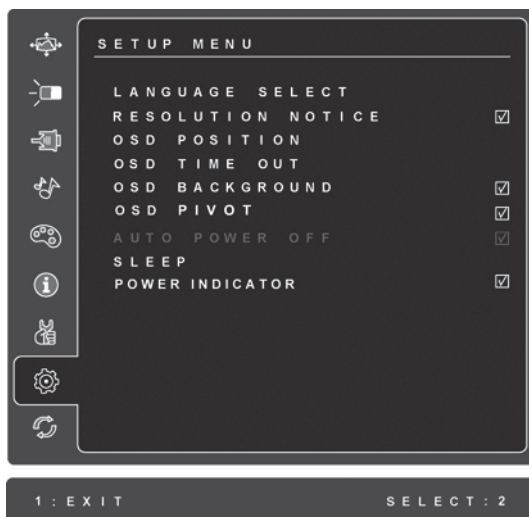 SETUP MENU
LANGUAGE SELECT
RESOLUTION NOTICE
OSD POSITION
OSD TIME OUT
OSD BACKGROUND
OSD PIVOT
AUTO POWER OFF
SLEEP
POWER INDICATOR
1:EXIT SELECT:2